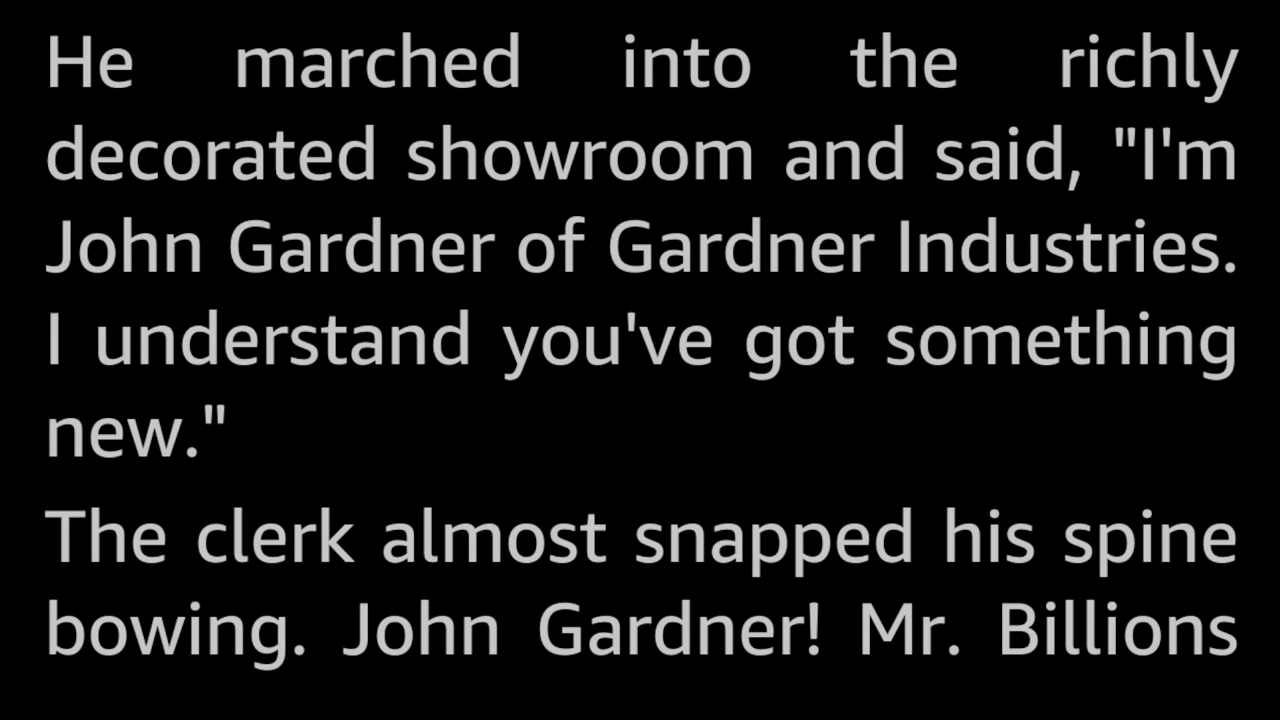 He marched into the richly
decorated showroom and said, "I'm
John Gardner of Gardner Industries.
I understand you've got something
new."
The clerk almost snapped his spine
bowing. John Gardner! Mr. Billions